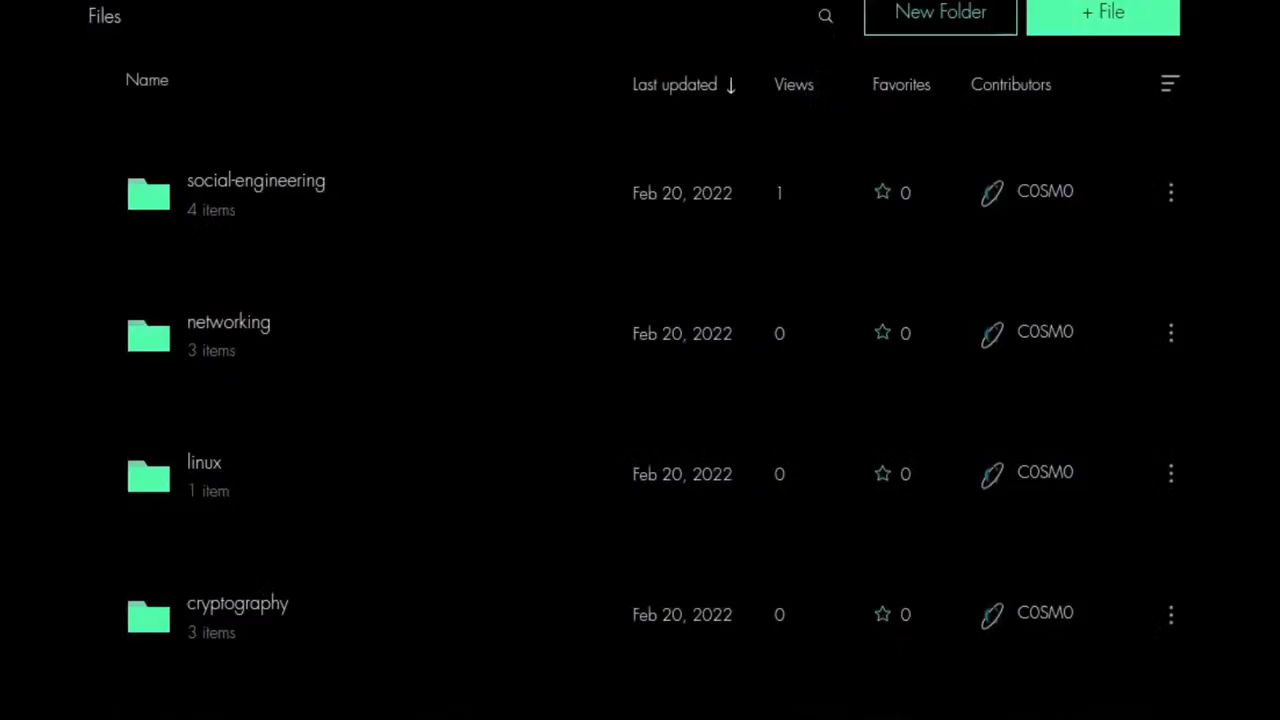 Files
New Folder
+ File
Name
Last updated ↓
Views
Favorites
Contributors
social-engineering
4 items
Feb 20, 2022
1
0
C0SM0
networking
3 items
Feb 20, 2022
0
0
C0SM0
linux
1 item
Feb 20, 2022
0
0
C0SM0
cryptography
3 items
Feb 20, 2022
0
0
C0SM0